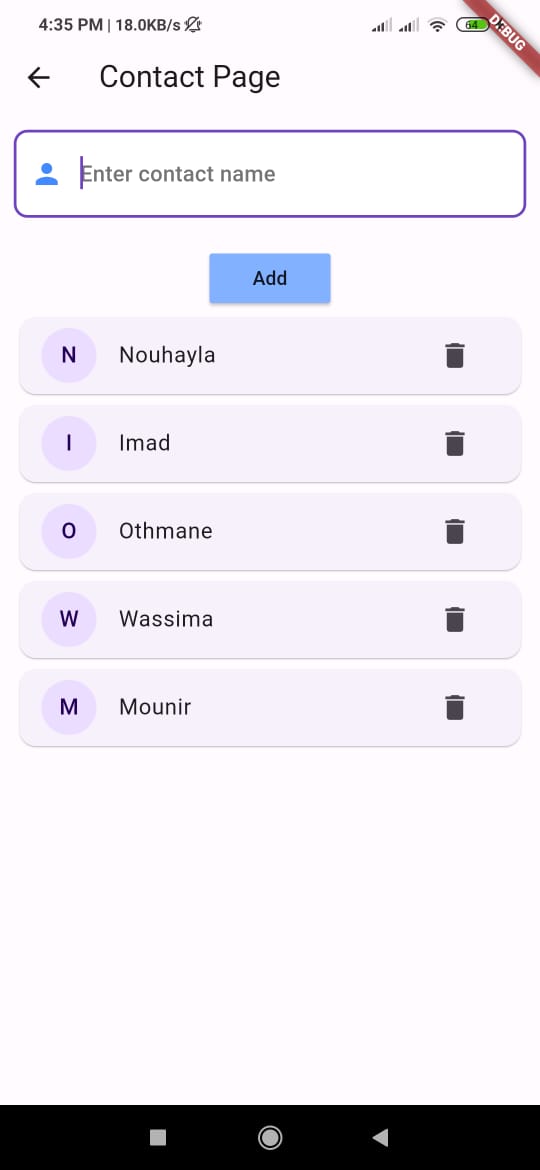 4:35 PM | 18.0KB/s
64
DEBUG
Contact Page
Enter contact name
Add
N Nouhayla
I Imad
O Othmane
W Wassima
M Mounir